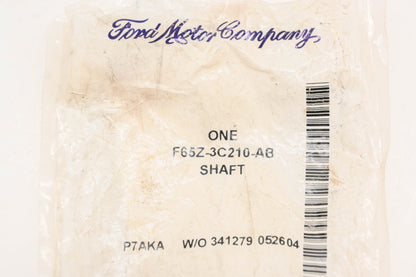 Ford Motor Company,
ONE
F65Z-3C210-AB
SHAFT
P7AKA W/O 341279 052604